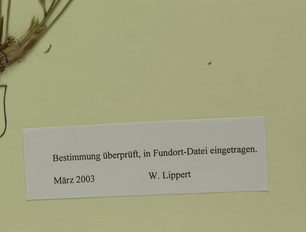 Bestimmung überprüft, in Fundort-Datei eingetragen.
März 2003 W. Lippert